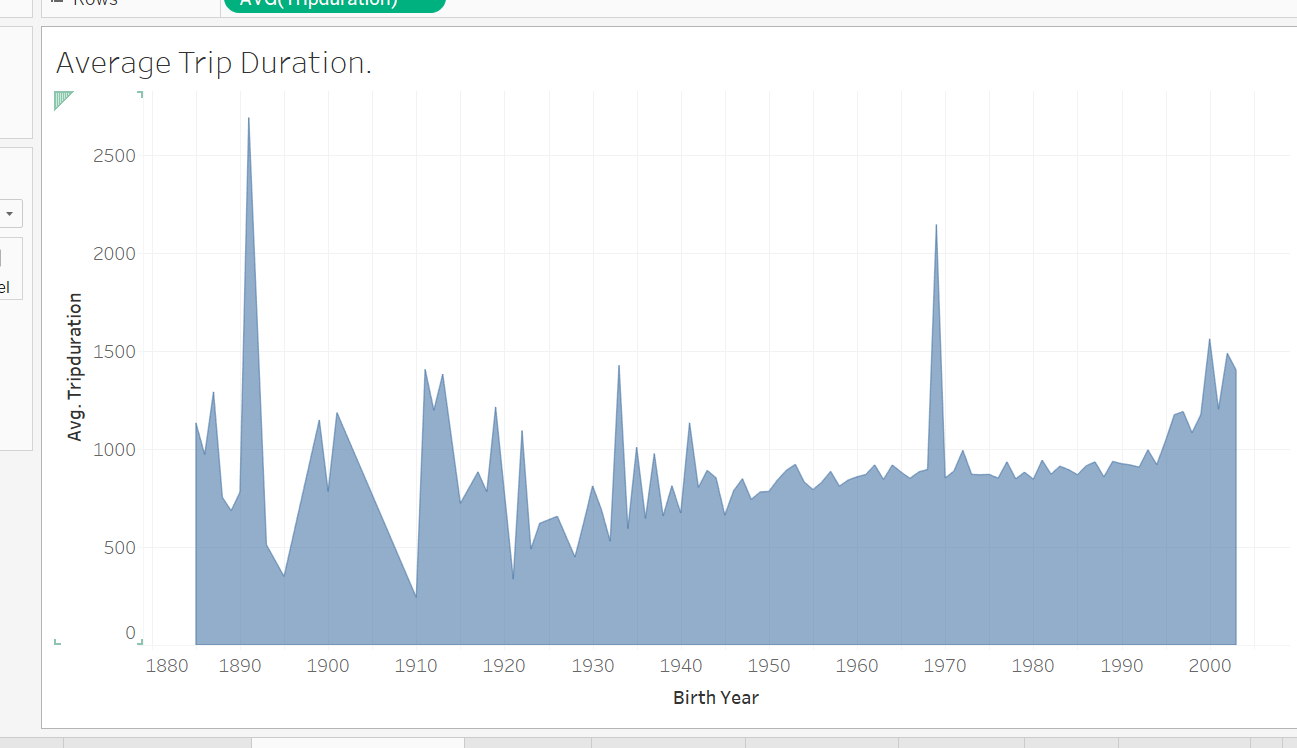 Rows
AVG(Tripduration)
Average Trip Duration.
2500
2000
1500
1000
500
0
Avg. Tripduration
1880 1890 1900 1910 1920 1930 1940 1950 1960 1970 1980 1990 2000
Birth Year
el